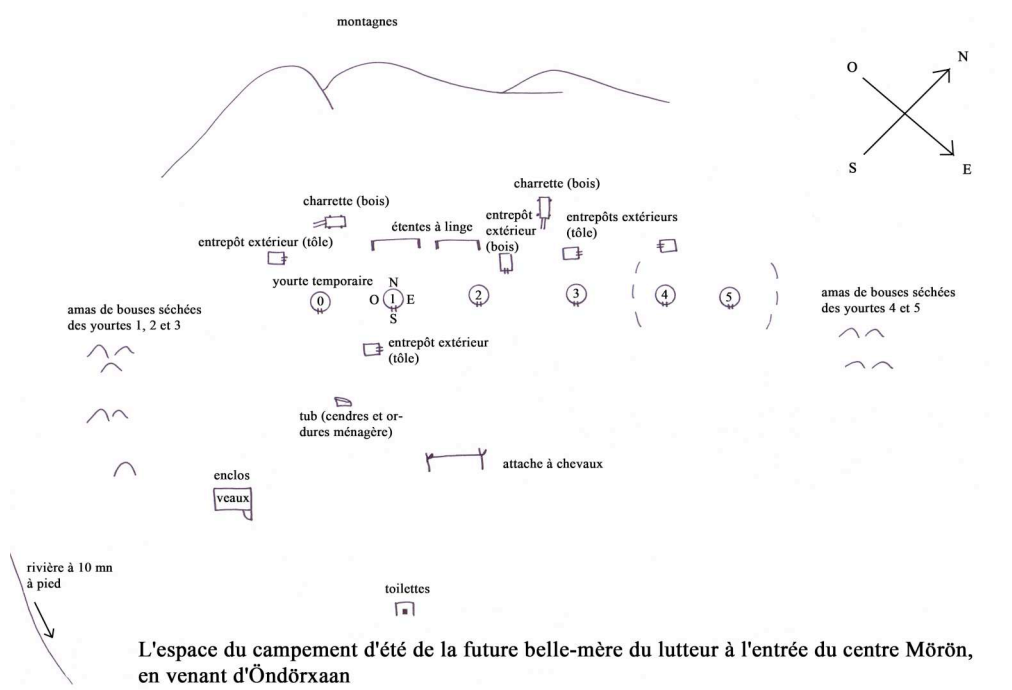 montagnes
O
N
S
E
charrette (bois)
charrette (bois)
étentes à linge
entrepôt
extérieur
(bois)
entrepôts extérieurs
(tôle)
entrepôt extérieur (tôle)
yourte temporaire
N
O
E
S
0
1
2
3
4
5
amas de bouses séchées
des yourtes 1, 2 et 3
amas de bouses séchées
des yourtes 4 et 5
entrepôt extérieur
(tôle)
tub (cendres et or-
dures ménagère)
attache à chevaux
enclos
veaux
rivière à 10 mn
à pied
toilettes
L'espace du campement d'été de la future belle-mère du lutteur à l'entrée du centre Mörön,
en venant d'Öndörxaan